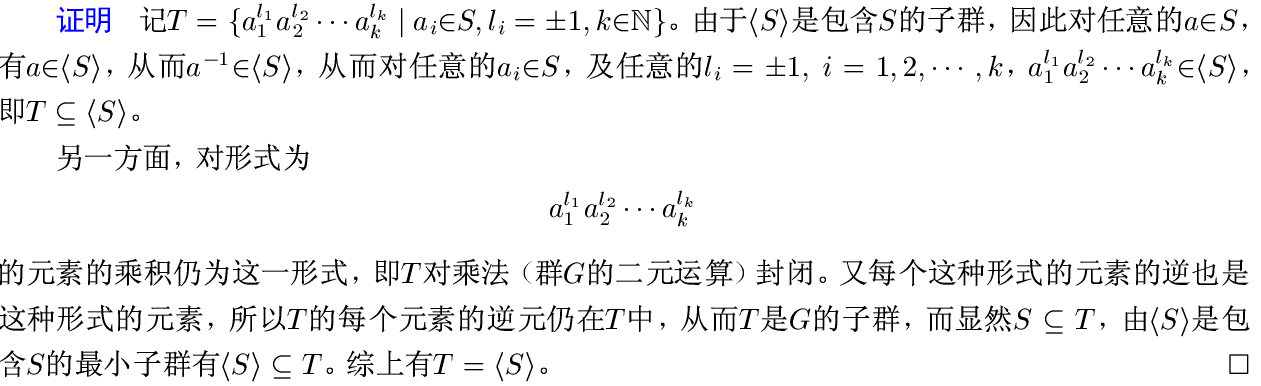 证明 记$T = \{a_1^{l_1}a_2^{l_2}\cdots a_k^{l_k} \mid a_i{\in}S, l_i = \pm 1, k{\in}\mathbb{N}\}$。由于$\langle S\rangle$是包含$S$的子群，因此对任意的$a{\in}S$，
有$a{\in}\langle S\rangle$，从而$a^{-1}{\in}\langle S\rangle$，从而对任意的$a_i{\in}S$，及任意的$l_i = \pm 1,\ i = 1, 2, \cdots, k$，$a_1^{l_1}a_2^{l_2}\cdots a_k^{l_k}{\in}\langle S\rangle$，
即$T \subseteq \langle S\rangle$。
另一方面，对形式为
$a_1^{l_1}a_2^{l_2}\cdots a_k^{l_k}$
的元素的乘积仍为这一形式，即$T$对乘法（群$G$的二元运算）封闭。又每个这种形式的元素的逆也是
这种形式的元素，所以$T$的每个元素的逆元仍在$T$中，从而$T$是$G$的子群，而显然$S \subseteq T$，由$\langle S\rangle$是包
含$S$的最小子群有$\langle S\rangle \subseteq T$。综上有$T = \langle S\rangle$。 □